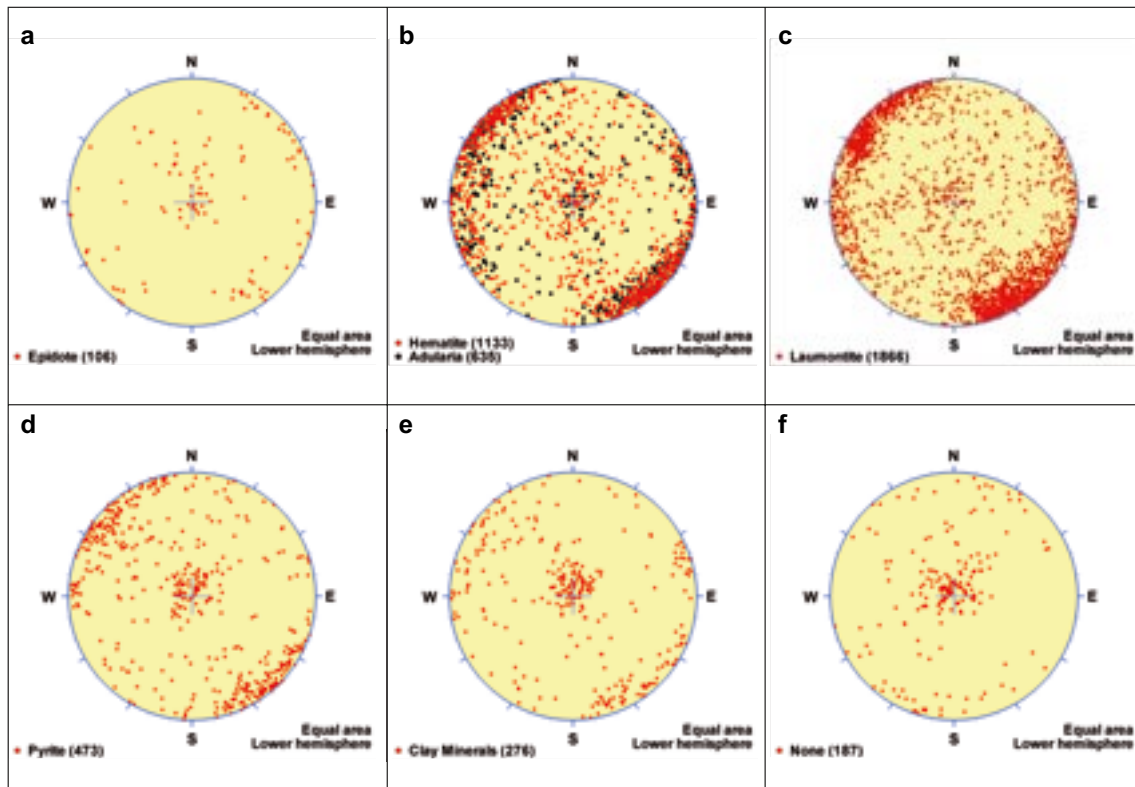 a
N
W
E
S
Equal area
Lower hemisphere
Epidote (106)
b
N
W
E
S
Equal area
Lower hemisphere
Hematite (1133)
Adularia (635)
c
N
W
E
S
Equal area
Lower hemisphere
Laumontite (1866)
d
N
W
E
S
Equal area
Lower hemisphere
Pyrite (473)
e
N
W
E
S
Equal area
Lower hemisphere
Clay Minerals (276)
f
N
W
E
S
Equal area
Lower hemisphere
None (187)